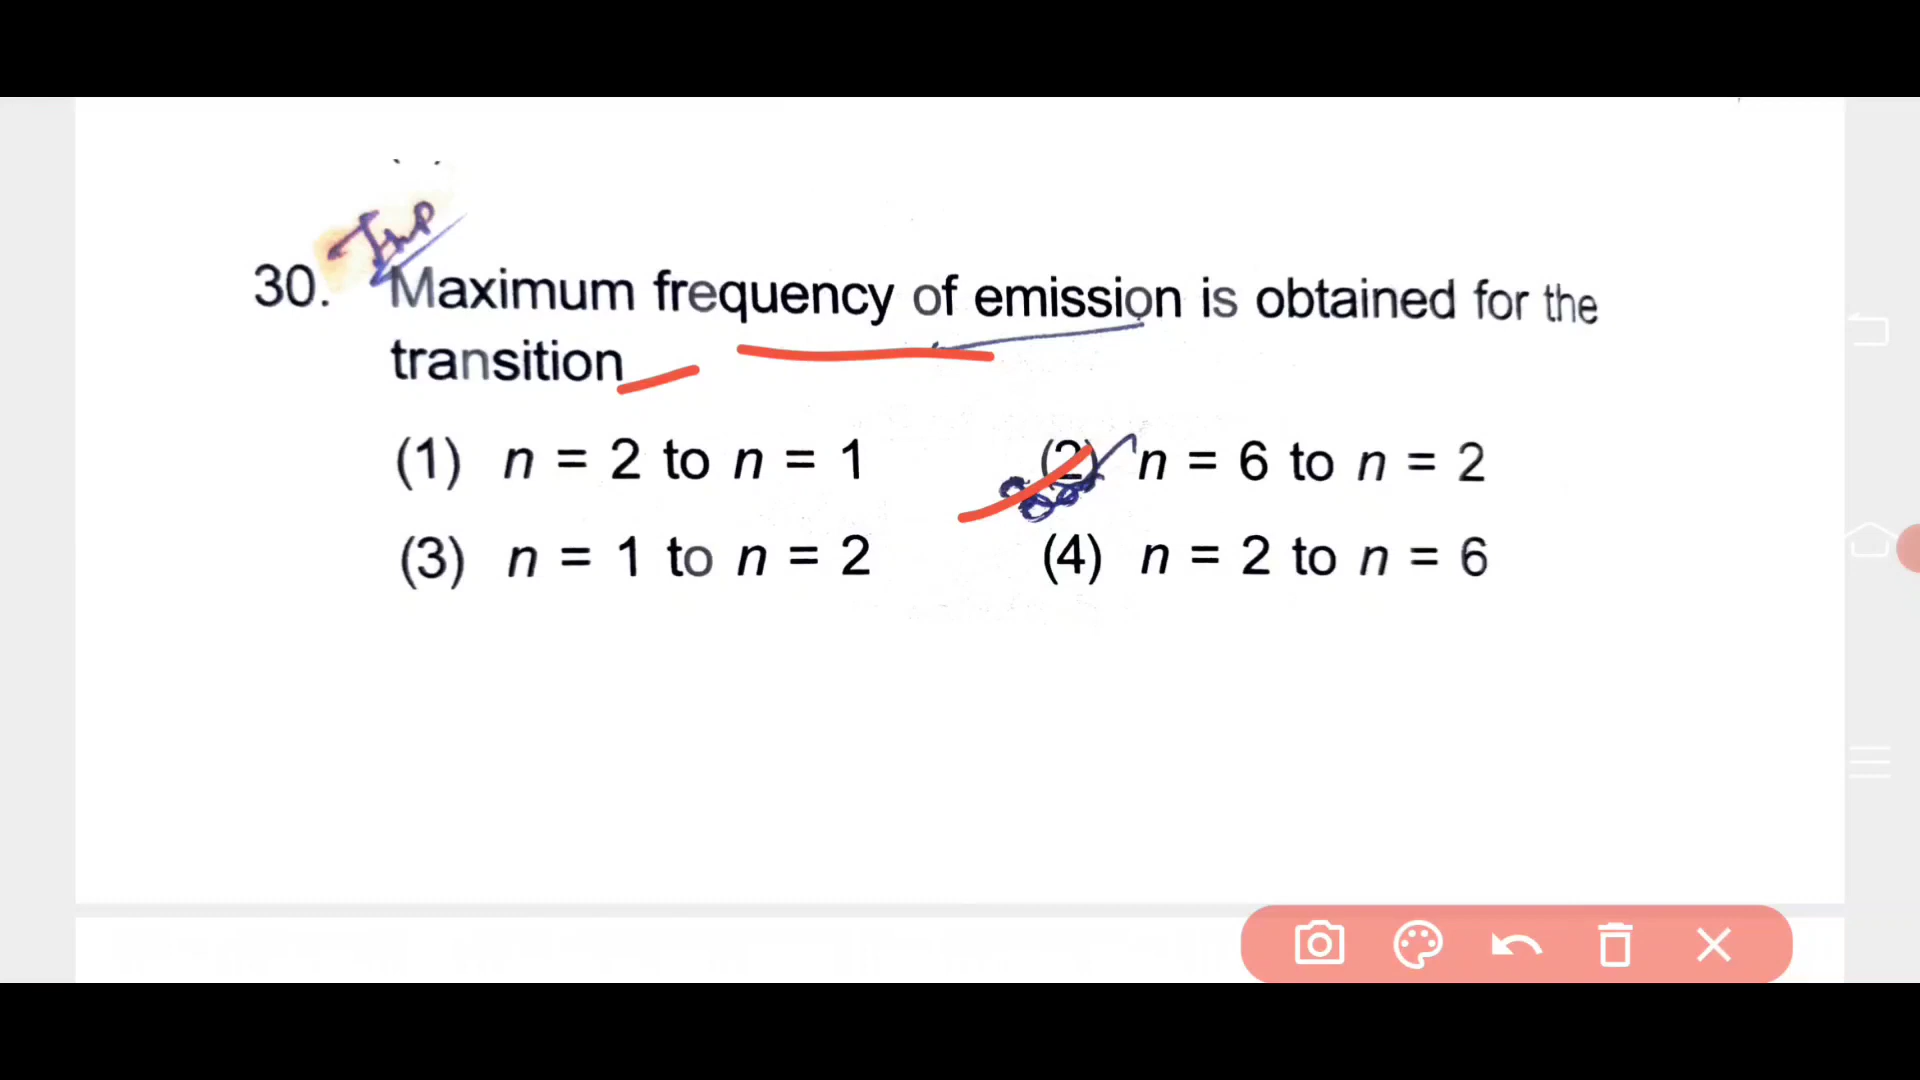 Imp
30. Maximum frequency of emission is obtained for the
transition
(1) n = 2 to n = 1
(2) n = 6 to n = 2
(3) n = 1 to n = 2
(4) n = 2 to n = 6